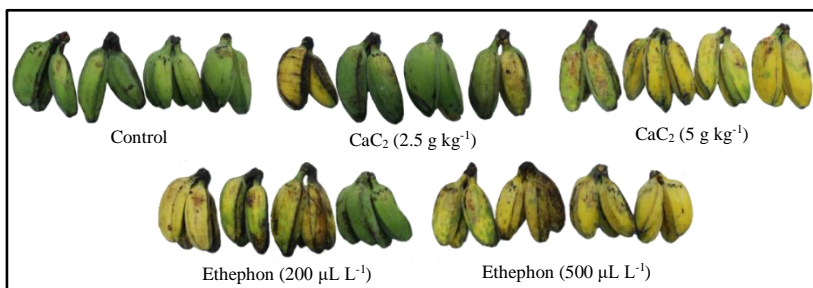 Control
CaC₂ (2.5 g kg⁻¹)
CaC₂ (5 g kg⁻¹)
Ethephon (200 µL L⁻¹)
Ethephon (500 µL L⁻¹)